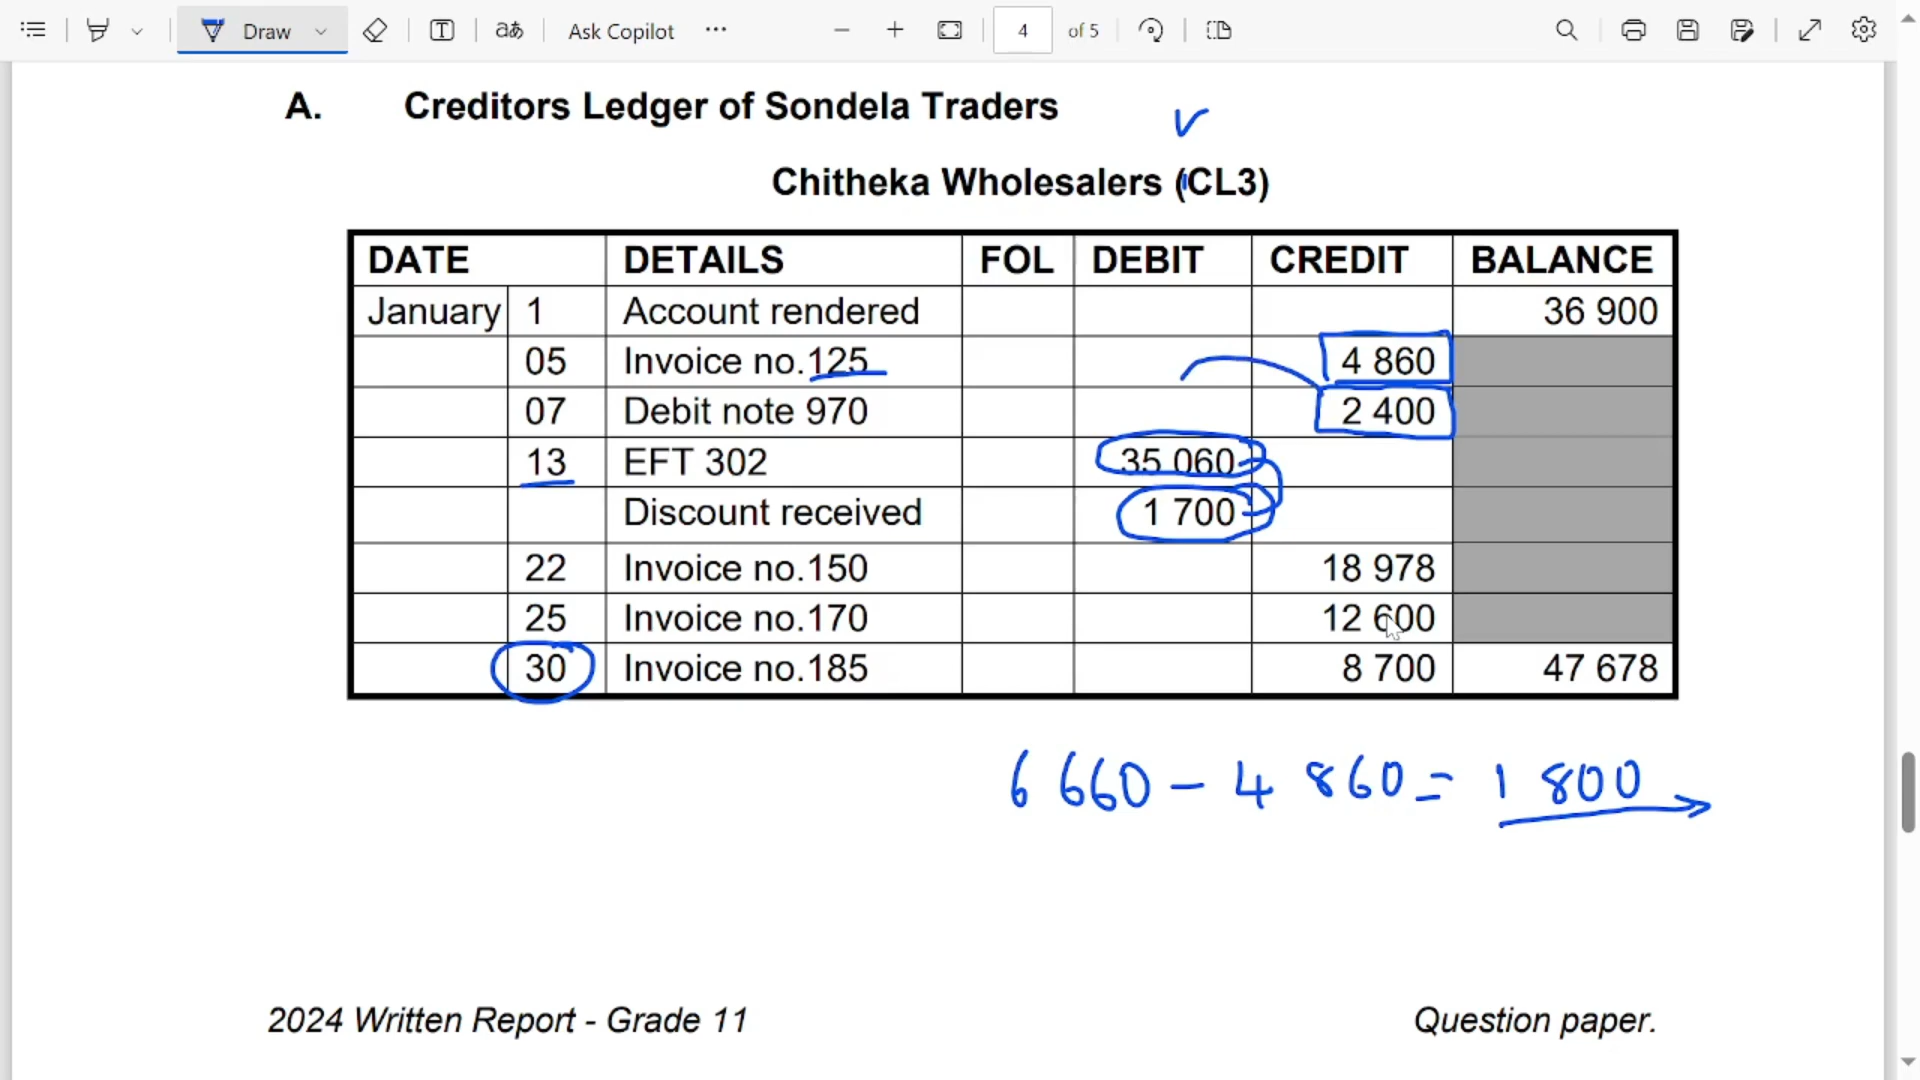 Draw
Ask Copilot
4 of 5
A. Creditors Ledger of Sondela Traders
Chitheka Wholesalers (CL3)
DATE DETAILS FOL DEBIT CREDIT BALANCE
January 1 Account rendered 36 900
05 Invoice no.125 4 860
07 Debit note 970 2 400
13 EFT 302 35 060
Discount received 1 700
22 Invoice no.150 18 978
25 Invoice no.170 12 600
30 Invoice no.185 8 700 47 678
6 660 - 4 860 = 1 800
2024 Written Report - Grade 11 Question paper.